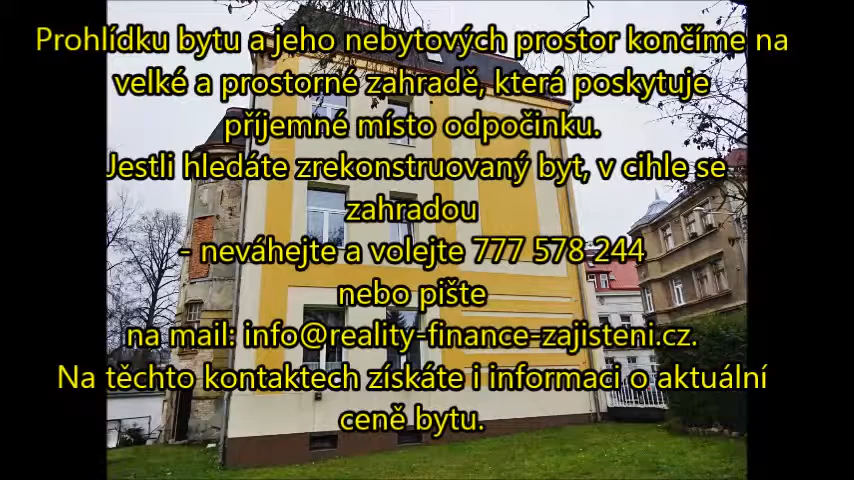 Prohlídku bytu a jeho nebytových prostor končíme na
velké a prostorné zahradě, která poskytuje
příjemné místo odpočinku.
Jestli hledáte zrekonstruovaný byt, v cihle se
zahradou
- neváhejte a volejte 777 578 244
nebo pište
na mail: info@reality-finance-zajisteni.cz.
Na těchto kontaktech získáte i informaci o aktuální
ceně bytu.